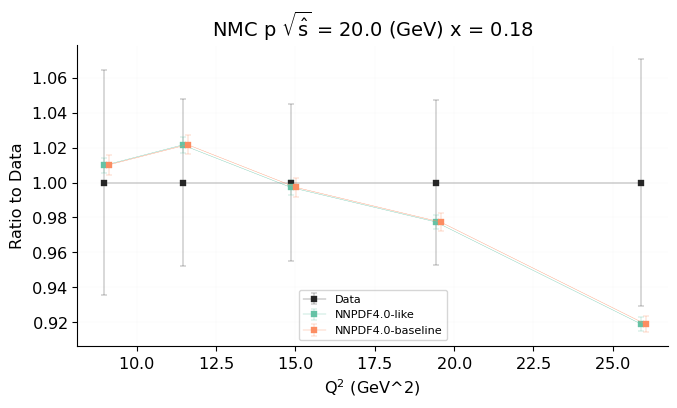 NMC p √ŝ = 20.0 (GeV) x = 0.18
Ratio to Data
1.06
1.04
1.02
1.00
0.98
0.96
0.94
0.92
Data
NNPDF4.0-like
NNPDF4.0-baseline
10.0 12.5 15.0 17.5 20.0 22.5 25.0
Q² (GeV^2)